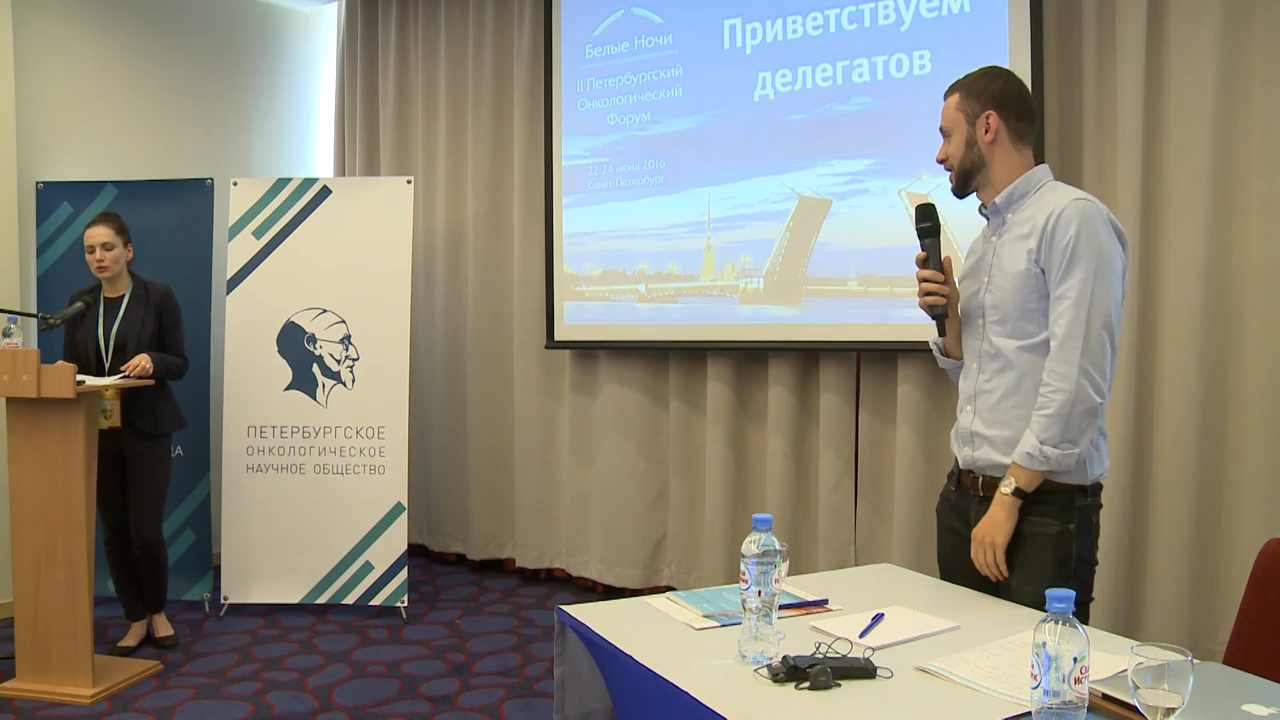 Белые Ночи
II Петербургский
Онкологический
Форум
22-24 июня 2016
Санкт-Петербург
Приветствуем
делегатов
ПЕТЕРБУРГСКОЕ
ОНКОЛОГИЧЕСКОЕ
НАУЧНОЕ ОБЩЕСТВО